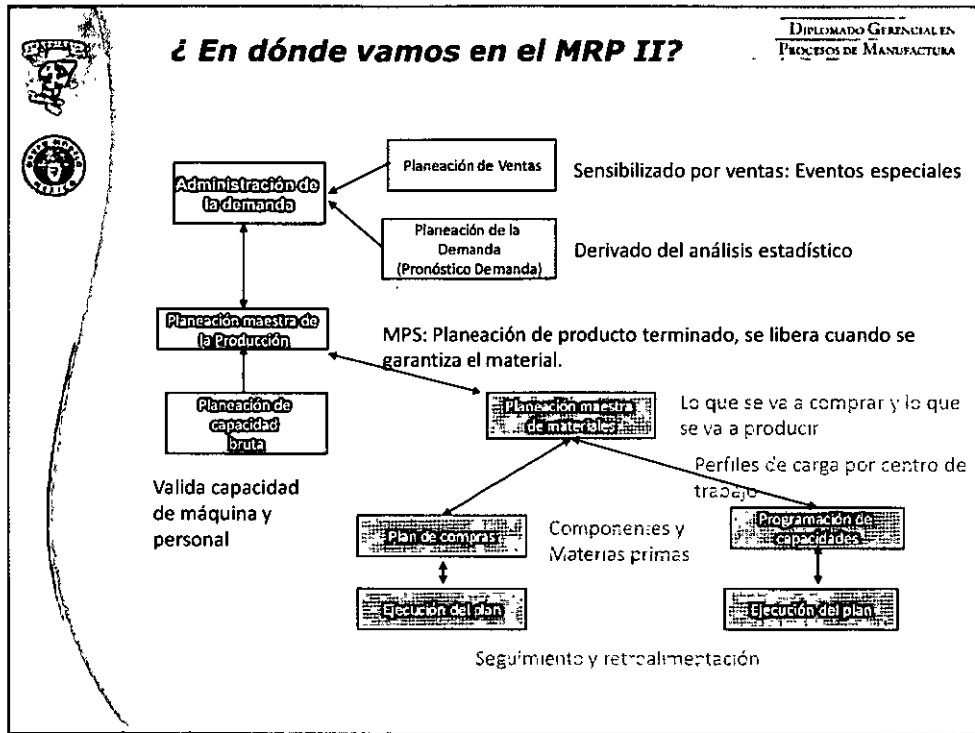 ¿ En dónde vamos en el MRP II?
DIPLOMADO GERENCIAL EN
PROCESOS DE MANUFACTURA
Administración de
la demanda
Planeación de Ventas
Sensibilizado por ventas: Eventos especiales
Planeación de la
Demanda
(Pronóstico Demanda)
Derivado del análisis estadístico
Planeación maestra de
la Producción
MPS: Planeación de producto terminado, se libera cuando se
garantiza el material.
Planeación de
capacidad
bruta
Planeación maestra
de materiales
Lo que se va a comprar y lo que
se va a producir
Perfiles de carga por centro de
trabajo
Valida capacidad
de máquina y
personal
Plan de compras
Componentes y
Materias primas
Programación de
capacidades
Ejecución del plan
Ejecución del plan
Seguimiento y retroalimentación